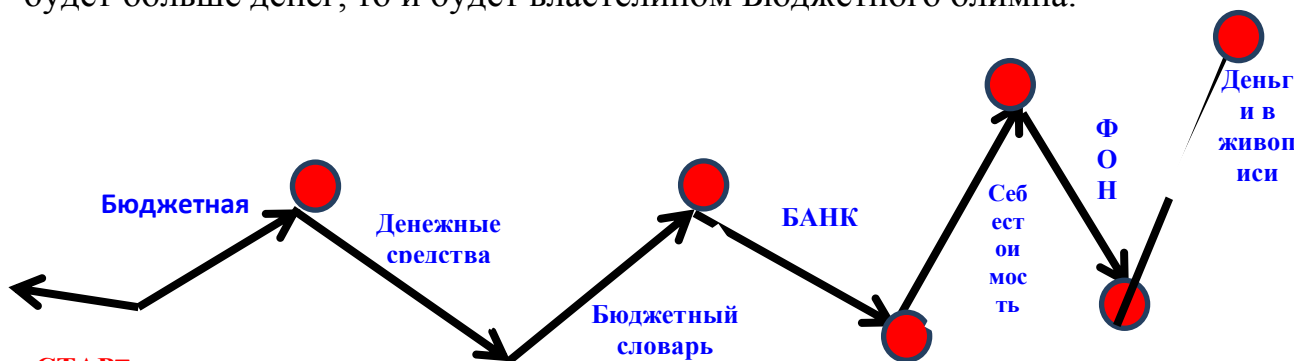 будет больше денег, то и будет властелином Бюджетного олимпа.
Деньг
и в
живоп
иси
Ф
О
Н
Бюджетная
Денежные
средства
БАНК
Себ
ест
ои
мос
ть
Бюджетный
словарь
СТАРТ